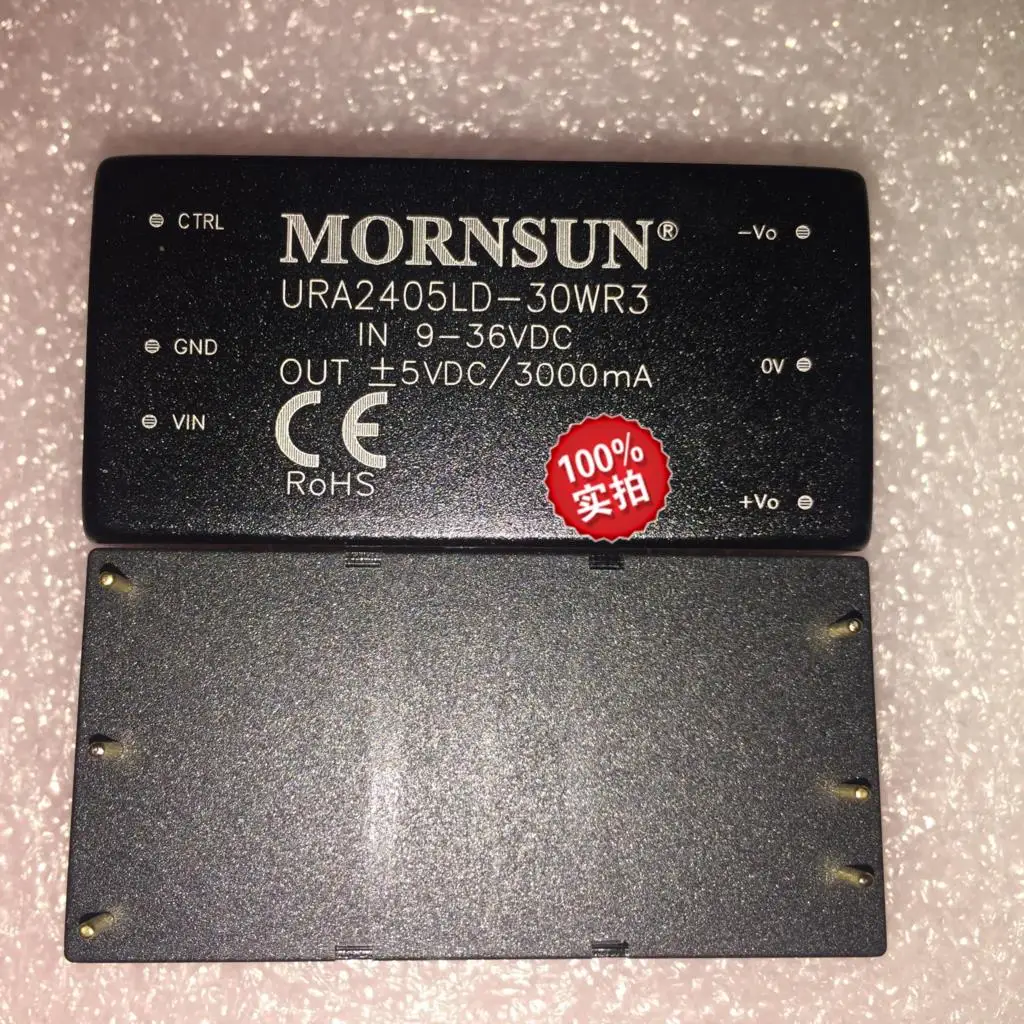 CTRL
MORNSUN®
-Vo
URA2405LD-30WR3
IN 9-36VDC
GND
OUT ±5VDC/3000mA
0V
VIN
CE
RoHS
100%
实拍
+Vo